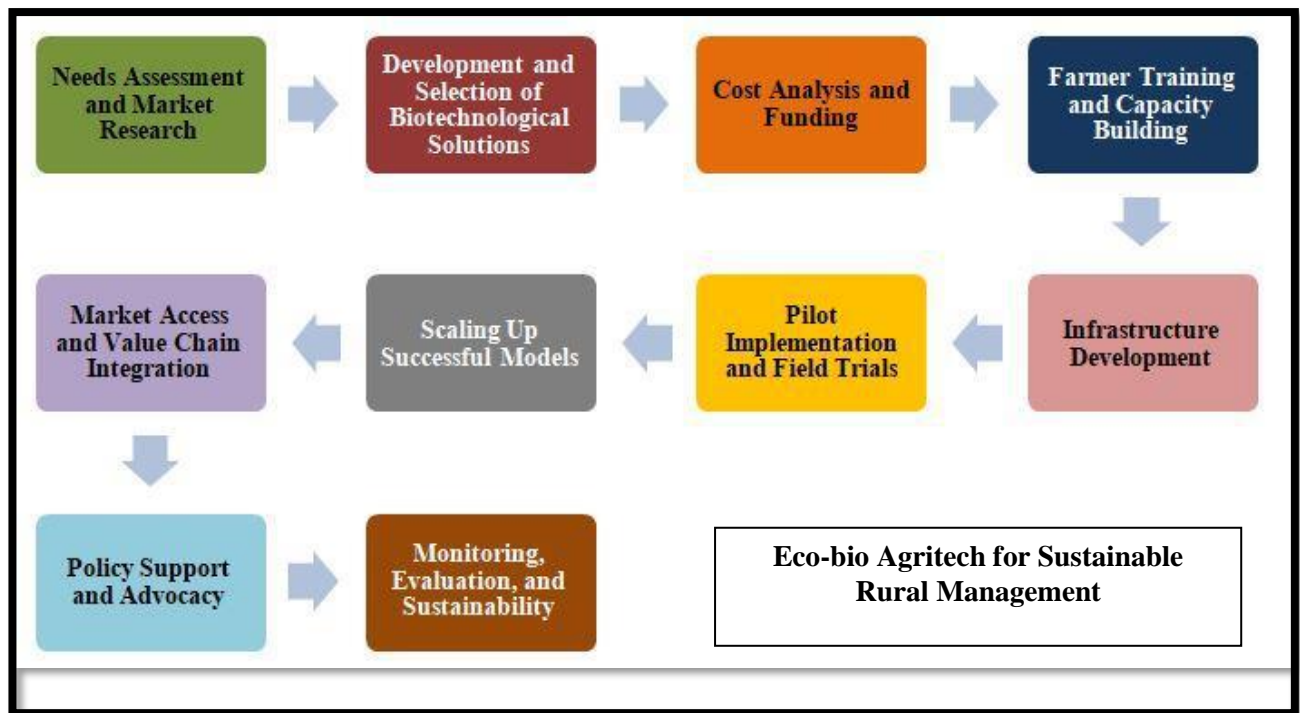 Needs Assessment
and Market
Research
Development and
Selection of
Biotechnological
Solutions
Cost Analysis and
Funding
Farmer Training
and Capacity
Building
Infrastructure
Development
Pilot
Implementation
and Field Trials
Scaling Up
Successful Models
Market Access
and Value Chain
Integration
Policy Support
and Advocacy
Monitoring,
Evaluation, and
Sustainability
Eco-bio Agritech for Sustainable
Rural Management